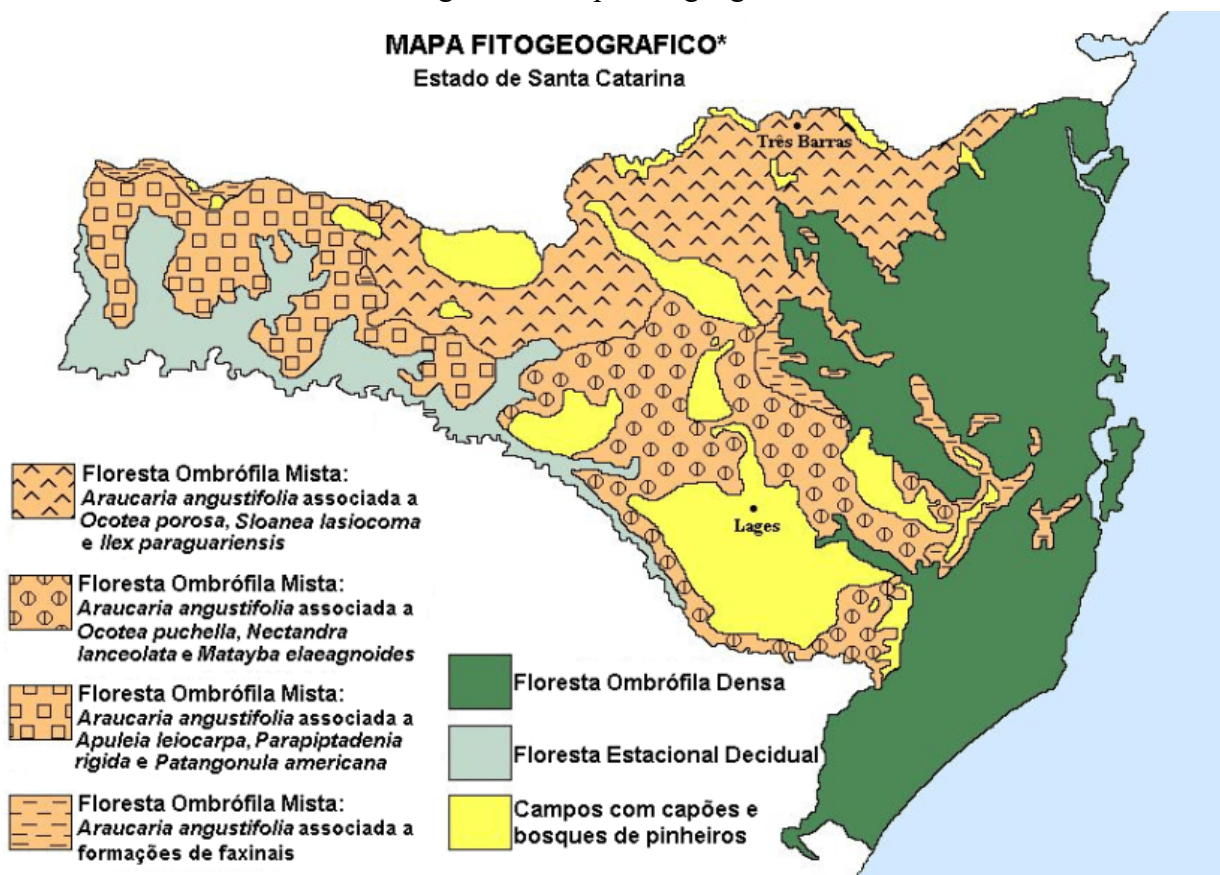 MAPA FITOGEOGRAFICO*
Estado de Santa Catarina
Três Barras
Lages
Floresta Ombrófila Mista:
Araucaria angustifolia associada a
Ocotea porosa, Sloanea lasiocoma
e Ilex paraguariensis
Floresta Ombrófila Mista:
Araucaria angustifolia associada a
Ocotea puchella, Nectandra
lanceolata e Matayba elaeagnoides
Floresta Ombrófila Mista:
Araucaria angustifolia associada a
Apuleia leiocarpa, Parapiptadenia
rigida e Patangonula americana
Floresta Ombrófila Mista:
Araucaria angustifolia associada a
formações de faxinais
Floresta Ombrófila Densa
Floresta Estacional Decidual
Campos com capões e
bosques de pinheiros